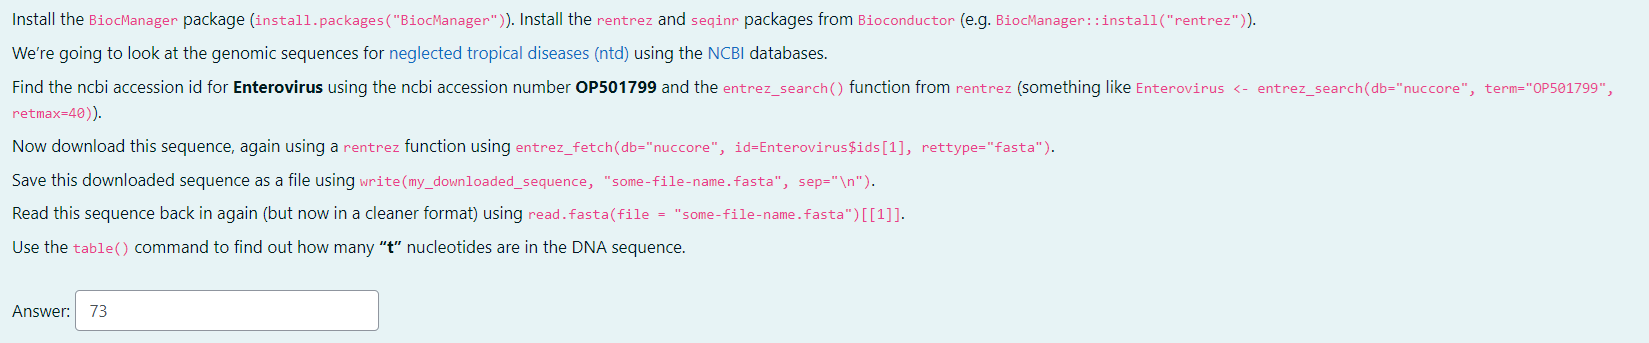 Install the BiocManager package (install.packages("BiocManager")). Install the rentrez and seqinr packages from Bioconductor (e.g. BiocManager::install("rentrez")).
We're going to look at the genomic sequences for neglected tropical diseases (ntd) using the NCBI databases.
Find the ncbi accession id for Enterovirus using the ncbi accession number OP501799 and the entrez_search() function from rentrez (something like Enterovirus <- entrez_search(db="nuccore", term="OP501799",
retmax=40)).
Now download this sequence, again using a rentrez function using entrez_fetch(db="nuccore", id=Enterovirus$ids[1], rettype="fasta").
Save this downloaded sequence as a file using write(my_downloaded_sequence, "some-file-name.fasta", sep="\n").
Read this sequence back in again (but now in a cleaner format) using read.fasta(file = "some-file-name.fasta")[[1]].
Use the table() command to find out how many “t” nucleotides are in the DNA sequence.
Answer: 73